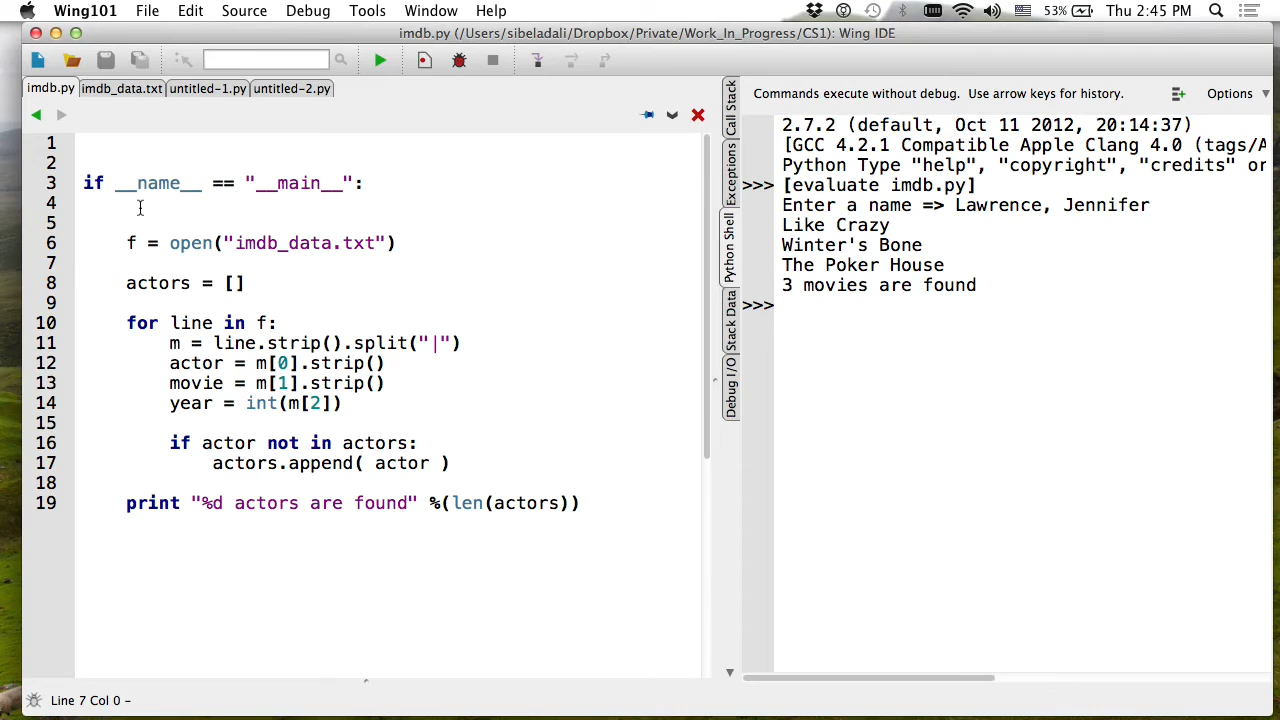 Wing101 File Edit Source Debug Tools Window Help 53% Thu 2:45 PM
imdb.py (/Users/sibeladali/Dropbox/Private/Work_In_Progress/CS1): Wing IDE
imdb.py imdb_data.txt untitled-1.py untitled-2.py
1
2
3 if __name__ == "__main__":
4
5
6 f = open("imdb_data.txt")
7
8 actors = []
9
10 for line in f:
11 m = line.strip().split("|")
12 actor = m[0].strip()
13 movie = m[1].strip()
14 year = int(m[2])
15
16 if actor not in actors:
17 actors.append( actor )
18
19 print "%d actors are found" %(len(actors))
Line 7 Col 0 –
Call Stack
Exceptions
Python Shell
Stack Data
Debug I/O
Commands execute without debug. Use arrow keys for history. Options
2.7.2 (default, Oct 11 2012, 20:14:37)
[GCC 4.2.1 Compatible Apple Clang 4.0 (tags/A
Python Type "help", "copyright", "credits" or
>>> [evaluate imdb.py]
Enter a name => Lawrence, Jennifer
Like Crazy
Winter's Bone
The Poker House
3 movies are found
>>>